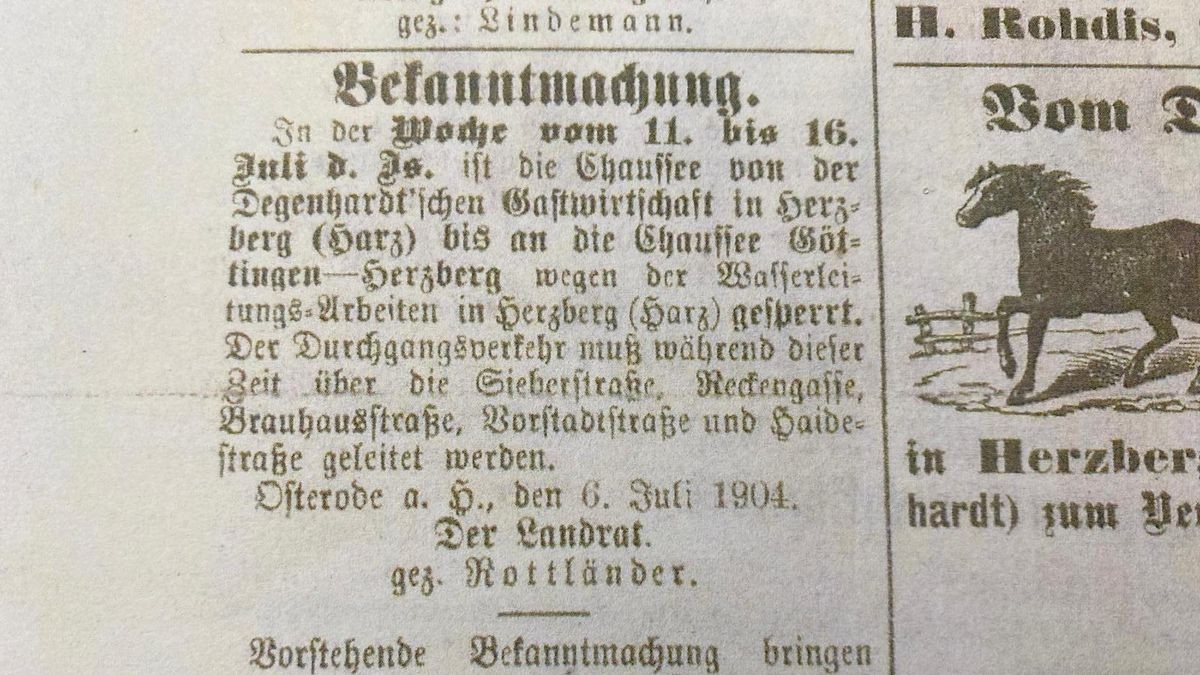 gez.: Lindemann.
Bekanntmachung.
In der Woche vom 11. bis 16.
Juli d. Js. ist die Chaussee von der
Degenhardt'schen Gastwirtschaft in Herz-
berg (Harz) bis an die Chaussee Göt-
tingen—Herzberg wegen der Wasserlei-
tungs-Arbeiten in Herzberg (Harz) gesperrt.
Der Durchgangsverkehr muß während dieser
Zeit über die Sieberstraße, Reckengasse,
Brauhausstraße, Vorstadtstraße und Haide-
straße geleitet werden.
Osterode a. H., den 6. Juli 1904.
Der Landrat.
gez. Rottländer.
Vorstehende Bekanntmachung bringen
H. Rohdis,
Vom
in Herzber
hardt) zum